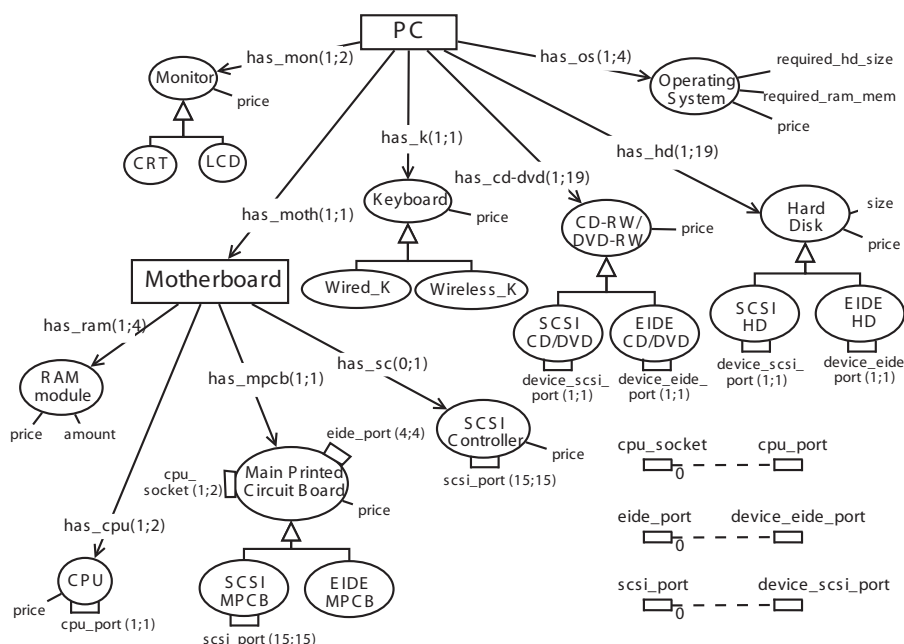 PC
has_mon(1;2)
has_os(1;4)
Monitor
price
CRT
LCD
Operating
System
required_hd_size
required_ram_mem
price
has_k(1;1)
has_hd(1;19)
has_cd-dvd(1;19)
has_moth(1;1)
Keyboard
price
Wired_K
Wireless_K
CD-RW/
DVD-RW
price
Hard
Disk
size
price
SCSI
CD/DVD
device_scsi_
port (1;1)
EIDE
CD/DVD
device_eide_
port (1;1)
SCSI
HD
device_scsi_
port (1;1)
EIDE
HD
device_eide
port (1;1)
Motherboard
has_ram(1;4)
has_mpcb(1;1)
has_sc(0;1)
RAM
module
price
amount
eide_port (4;4)
SCSI
Controller
price
scsi_port (15;15)
cpu_
socket (1;2)
Main Printed
Circuit Board
price
has_cpu(1;2)
CPU
price
cpu_port (1;1)
SCSI
MPCB
EIDE
MPCB
scsi_port (15;15)
cpu_socket
cpu_port
0
eide_port
device_eide_port
0
scsi_port
device_scsi_port
0